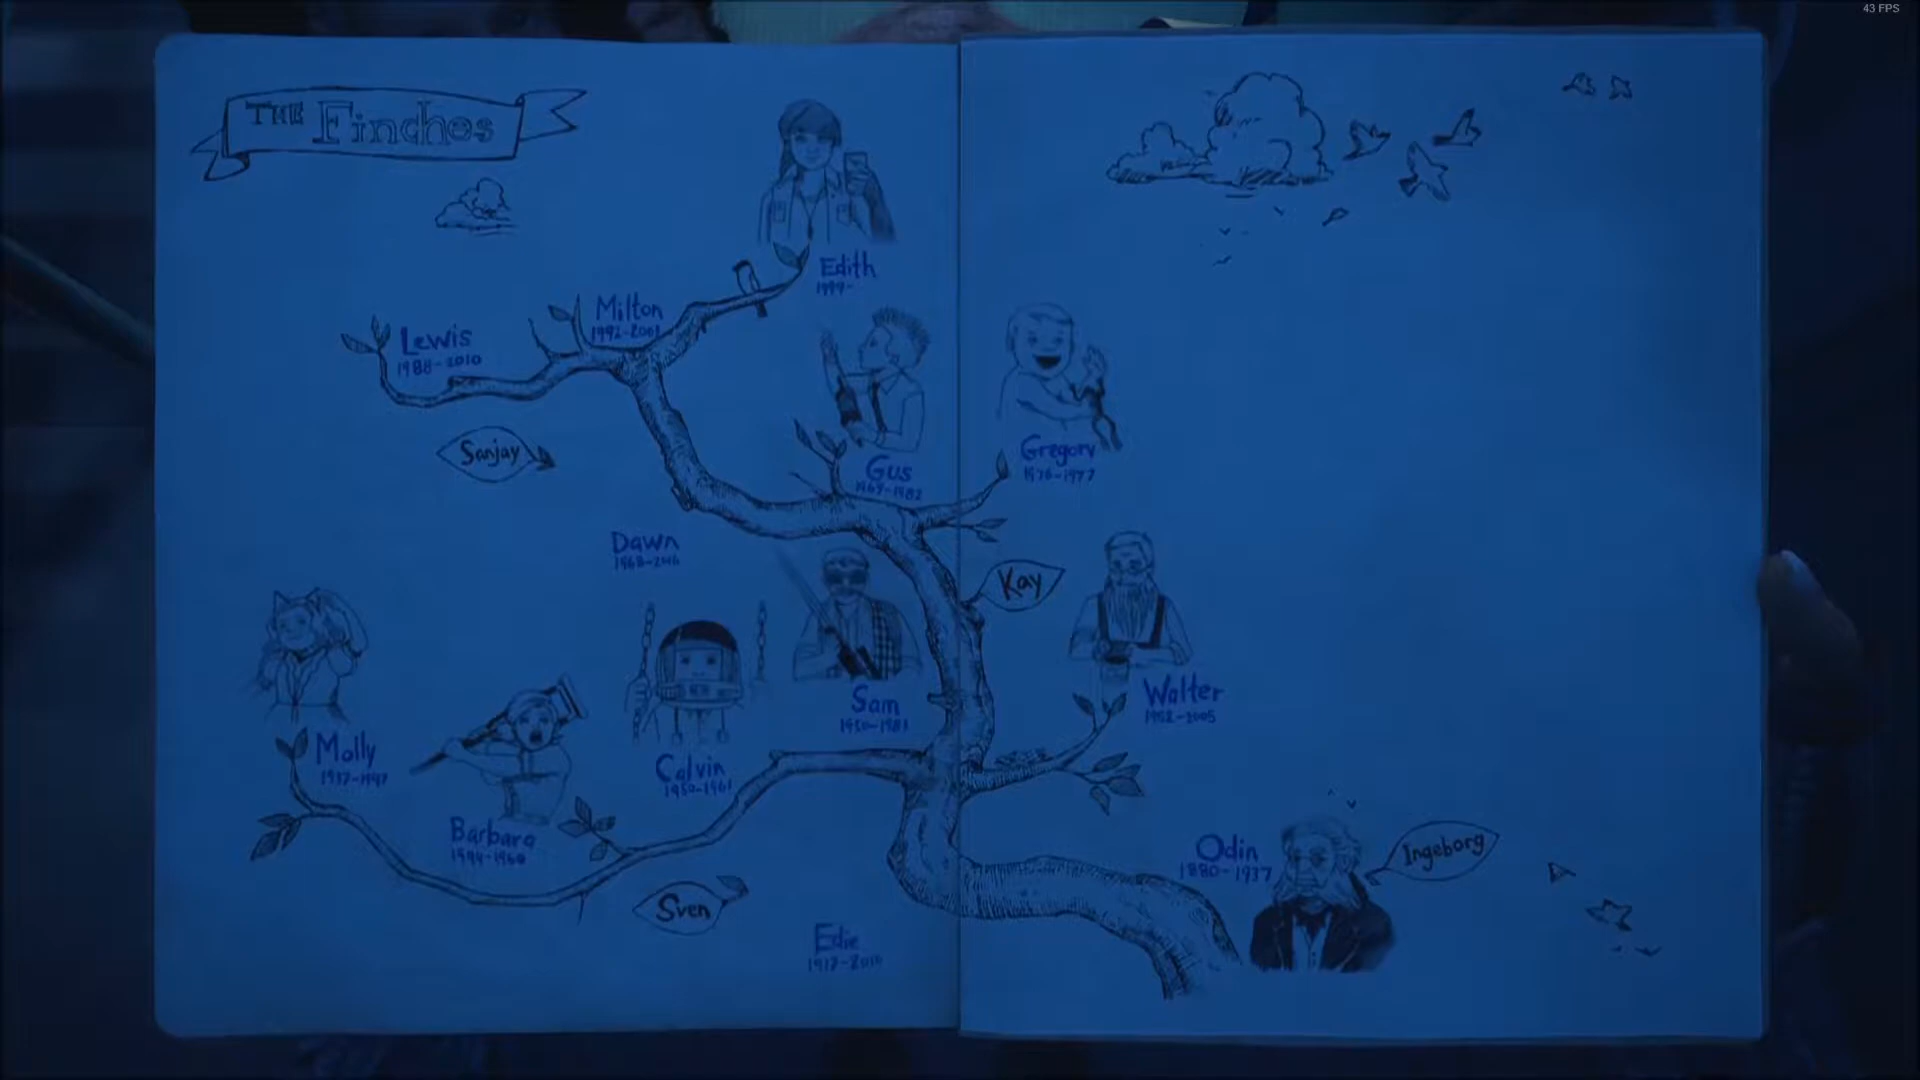 43 FPS
THE Finches
Edith
1999-
Milton
1992-2001
Lewis
1988-2010
Sanjay
Gus
1969-1982
Gregory
1976-1977
Dawn
1968-2016
Kay
Sam
1950-1983
Walter
1952-2005
Molly
1937-1947
Calvin
1950-1961
Barbara
1944-1960
Odin
1880-1937
Ingeborg
Sven
Edie
1917-2010